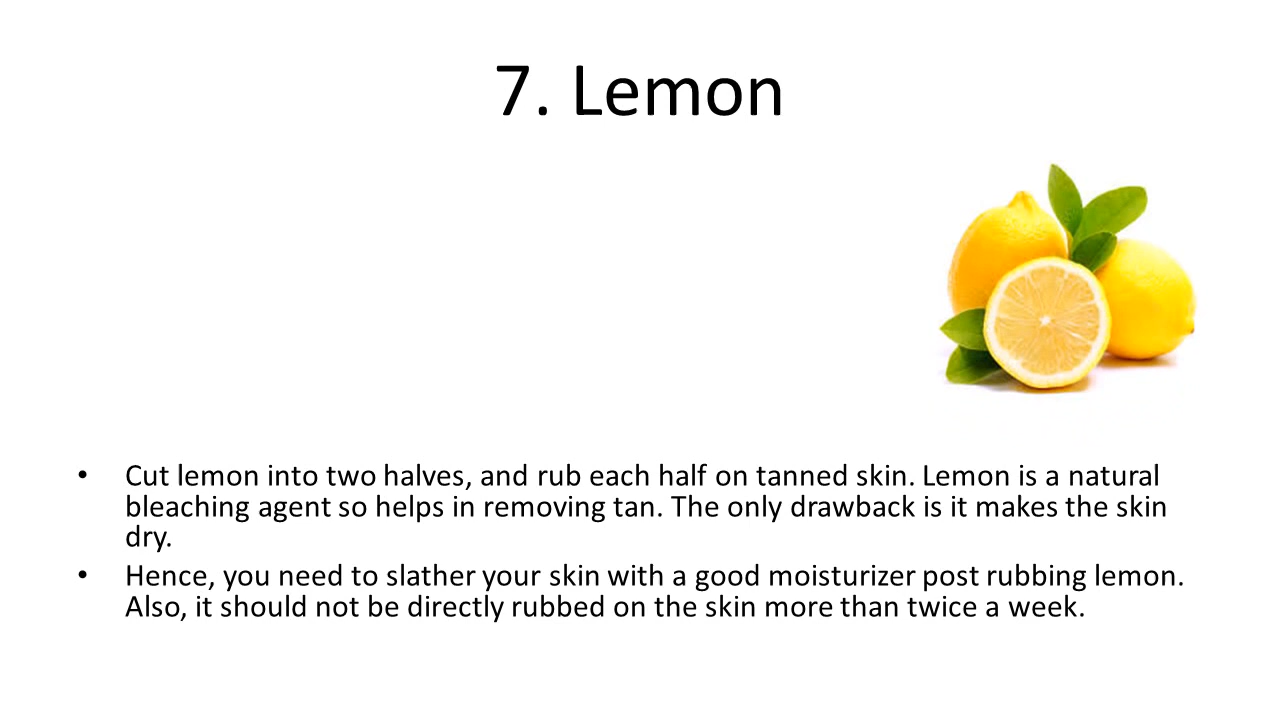 7. Lemon
• Cut lemon into two halves, and rub each half on tanned skin. Lemon is a natural
bleaching agent so helps in removing tan. The only drawback is it makes the skin
dry.
• Hence, you need to slather your skin with a good moisturizer post rubbing lemon.
Also, it should not be directly rubbed on the skin more than twice a week.